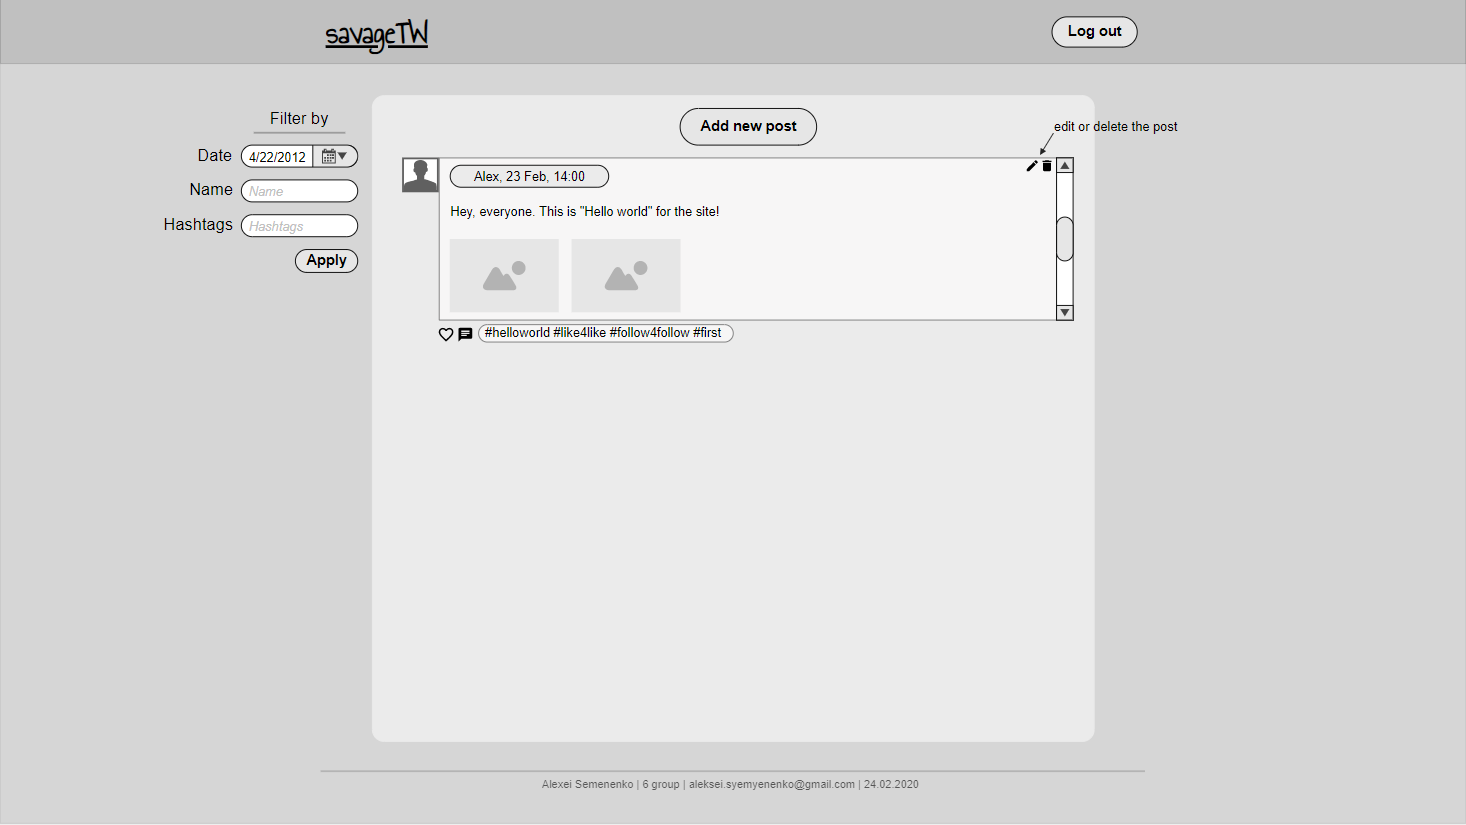 savageTW
Log out
Filter by
Date 4/22/2012
Name Name
Hashtags Hashtags
Apply
Add new post
edit or delete the post
Alex, 23 Feb, 14:00
Hey, everyone. This is "Hello world" for the site!
#helloworld #like4like #follow4follow #first
Alexei Semenenko | 6 group | aleksei.syemyenenko@gmail.com | 24.02.2020